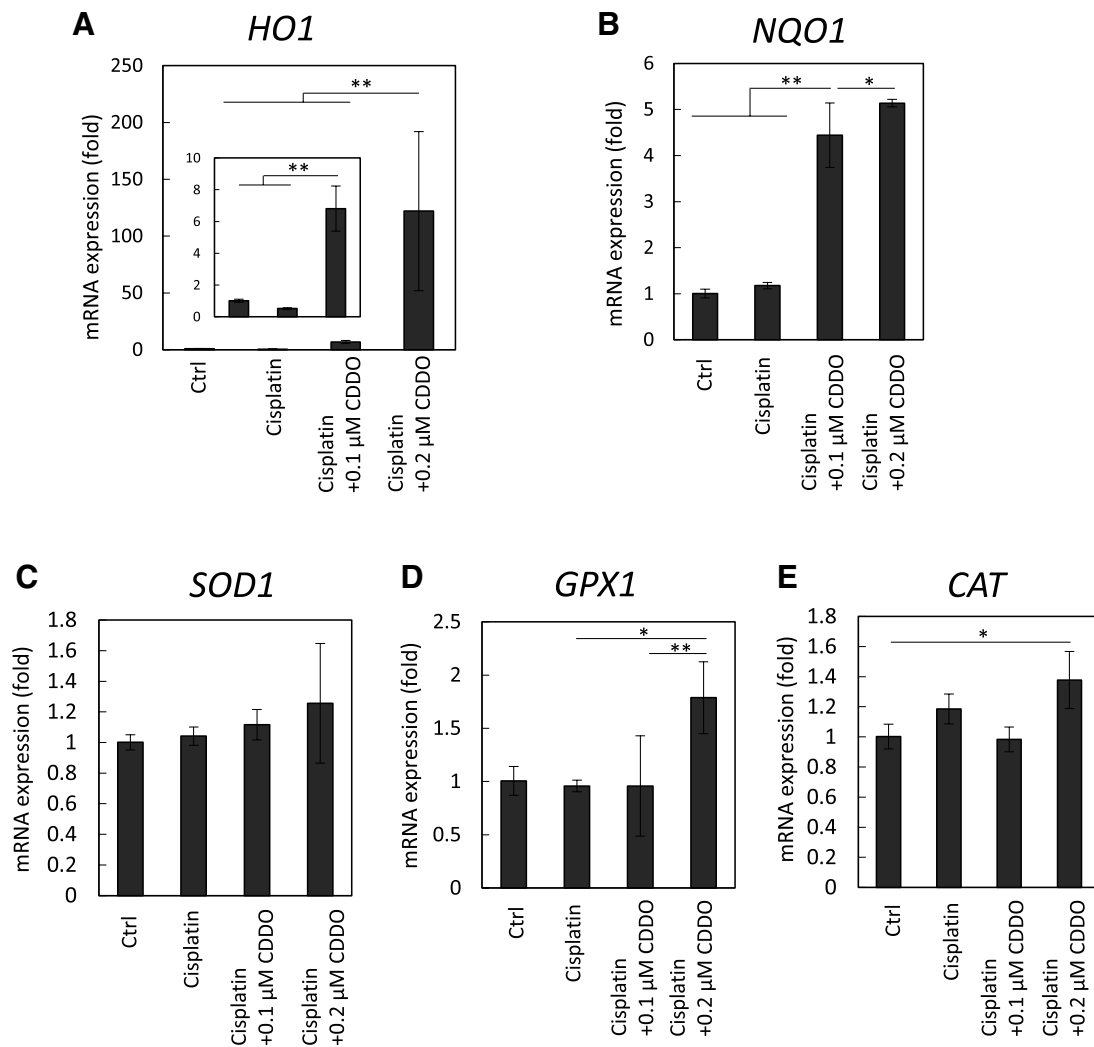 A
HO1
mRNA expression (fold)
250
200
150
100
50
0
**
10
8
6
4
2
0
**
Ctrl
Cisplatin
Cisplatin
+0.1 µM CDDO
Cisplatin
+0.2 µM CDDO
B
NQO1
mRNA expression (fold)
6
5
4
3
2
1
0
**
*
Ctrl
Cisplatin
Cisplatin
+0.1 µM CDDO
Cisplatin
+0.2 µM CDDO
C
SOD1
mRNA expression (fold)
1.8
1.6
1.4
1.2
1
0.8
0.6
0.4
0.2
0
Ctrl
Cisplatin
Cisplatin
+0.1 µM CDDO
Cisplatin
+0.2 µM CDDO
D
GPX1
mRNA expression (fold)
2.5
2
1.5
1
0.5
0
*
**
Ctrl
Cisplatin
Cisplatin
+0.1 µM CDDO
Cisplatin
+0.2 µM CDDO
E
CAT
mRNA expression (fold)
1.8
1.6
1.4
1.2
1
0.8
0.6
0.4
0.2
0
*
Ctrl
Cisplatin
Cisplatin
+0.1 µM CDDO
Cisplatin
+0.2 µM CDDO